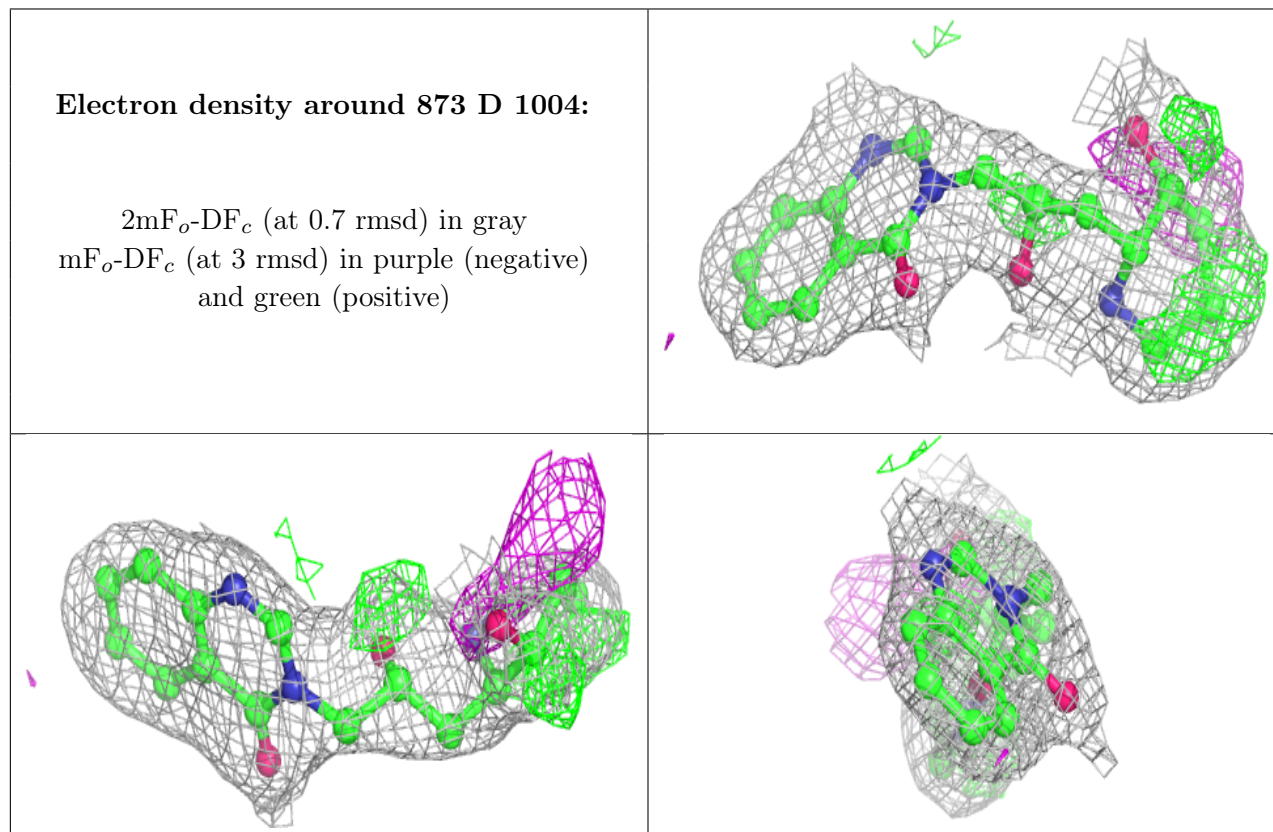 Electron density around 873 D 1004:
2mFo-DFc (at 0.7 rmsd) in gray
mFo-DFc (at 3 rmsd) in purple (negative)
and green (positive)